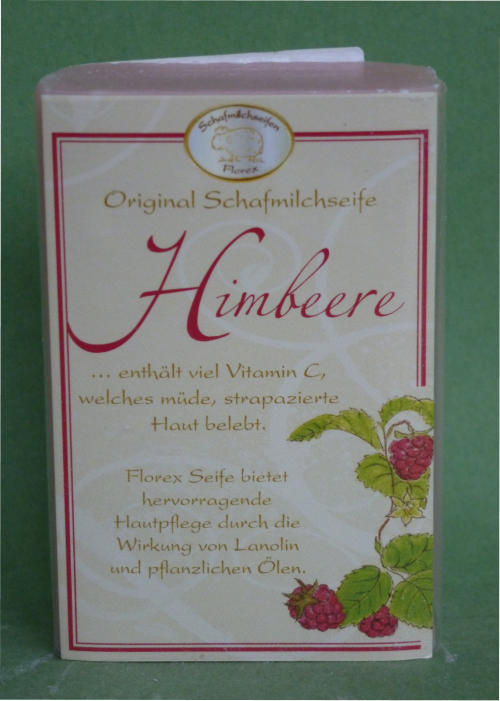 Schafmilchseifen
Florex
Original Schafmilchseife
Himbeere
... enthält viel Vitamin C,
welches müde, strapazierte
Haut belebt.
Florex Seife bietet
hervorragende
Hautpflege durch die
Wirkung von Lanolin
und pflanzlichen Ölen.